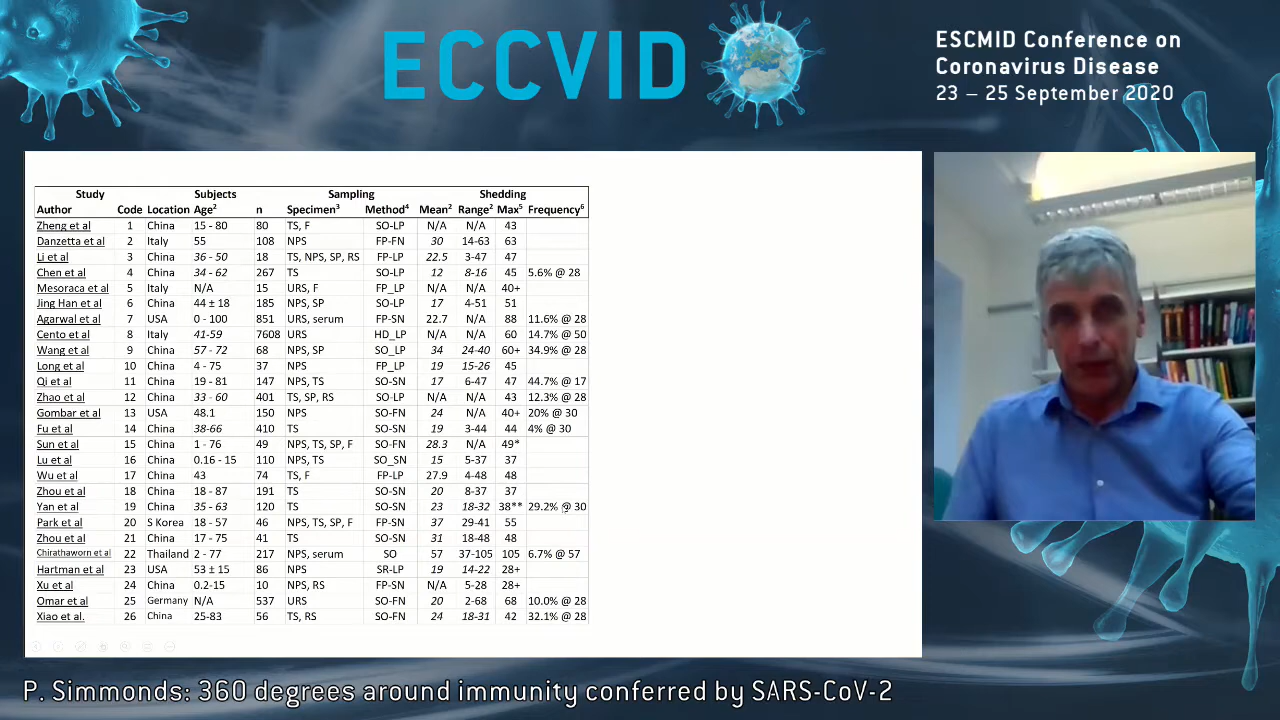 ECCVID
ESCMID Conference on
Coronavirus Disease
23 – 25 September 2020
Study Subjects Sampling Shedding
Author Code Location Age² n Specimen³ Method⁴ Mean² Range² Max⁵ Frequency⁶
Zheng et al 1 China 15 - 80 80 TS, F SO-LP N/A N/A 43
Danzetta et al 2 Italy 55 108 NPS FP-FN 30 14-63 63
Li et al 3 China 36 - 50 18 TS, NPS, SP, RS FP-LP 22.5 3-47 47
Chen et al 4 China 34 - 62 267 TS SO-LP 12 8-16 45 5.6% @ 28
Mesoraca et al 5 Italy N/A 15 URS, F FP_LP N/A N/A 40+
Jing Han et al 6 China 44 ± 18 185 NPS, SP SO-LP 17 4-51 51
Agarwal et al 7 USA 0 - 100 851 URS, serum FP-SN 22.7 N/A 88 11.6% @ 28
Cento et al 8 Italy 41-59 7608 URS HD_LP N/A N/A 60 14.7% @ 50
Wang et al 9 China 57 - 72 68 NPS, SP SO_LP 34 24-40 60+ 34.9% @ 28
Long et al 10 China 4 - 75 37 NPS FP_LP 19 15-26 45
Qi et al 11 China 19 - 81 147 NPS, TS SO-SN 17 6-47 47 44.7% @ 17
Zhao et al 12 China 33 - 60 401 TS, SP, RS SO-LP N/A N/A 43 12.3% @ 28
Gombar et al 13 USA 48.1 150 NPS SO-FN 24 N/A 40+ 20% @ 30
Fu et al 14 China 38-66 410 TS SO-SN 19 3-44 44 4% @ 30
Sun et al 15 China 1 - 76 49 NPS, TS, SP, F SO-FN 28.3 N/A 49*
Lu et al 16 China 0.16 - 15 110 NPS, TS SO_SN 15 5-37 37
Wu et al 17 China 43 74 TS, F FP-LP 27.9 4-48 48
Zhou et al 18 China 18 - 87 191 TS SO-SN 20 8-37 37
Yan et al 19 China 35 - 63 120 TS SO-SN 23 18-32 38** 29.2% @ 30
Park et al 20 S Korea 18 - 57 46 NPS, TS, SP, F FP-SN 37 29-41 55
Zhou et al 21 China 17 - 75 41 TS SO-SN 31 18-48 48
Chirathaworn et al 22 Thailand 2 - 77 217 NPS, serum SO 57 37-105 105 6.7% @ 57
Hartman et al 23 USA 53 ± 15 86 NPS SR-LP 19 14-22 28+
Xu et al 24 China 0.2-15 10 NPS, RS FP-SN N/A 5-28 28+
Omar et al 25 Germany N/A 537 URS SO-FN 20 2-68 68 10.0% @ 28
Xiao et al. 26 China 25-83 56 TS, RS SO-FN 24 18-31 42 32.1% @ 28
P. Simmonds: 360 degrees around immunity conferred by SARS-CoV-2